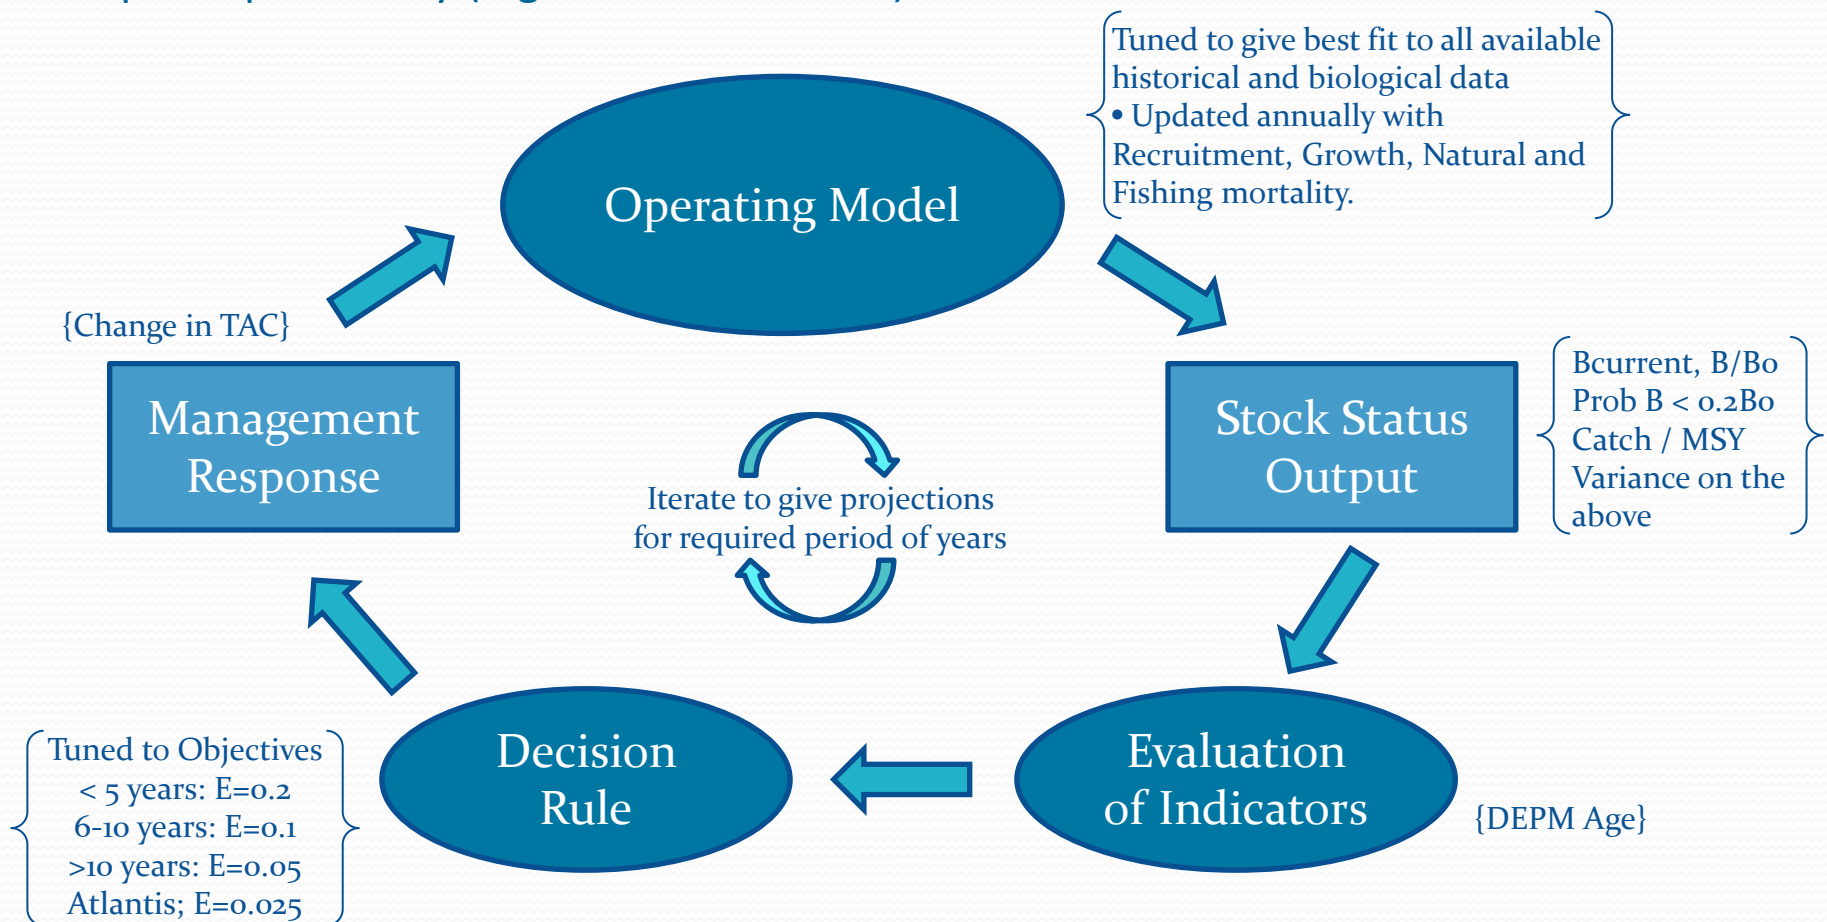 Tuned to give best fit to all available
historical and biological data
• Updated annually with
Recruitment, Growth, Natural and
Fishing mortality.
Operating Model
{Change in TAC}
Management
Response
Stock Status
Output
Bcurrent, B/Bo
Prob B < 0.2Bo
Catch / MSY
Variance on the
above
Iterate to give projections
for required period of years
Decision
Rule
Evaluation
of Indicators
{DEPM Age}
Tuned to Objectives
< 5 years: E=0.2
6-10 years: E=0.1
>10 years: E=0.05
Atlantis; E=0.025